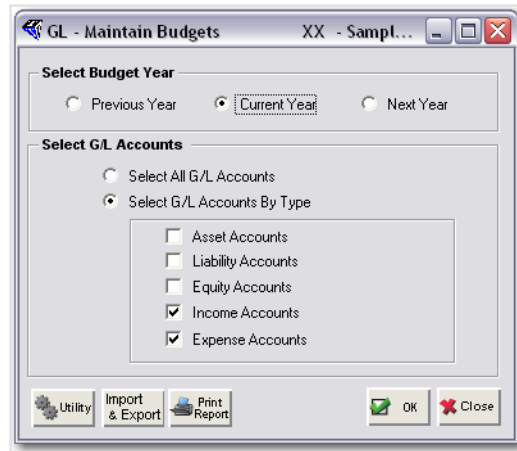 GL - Maintain Budgets XX - Sampl...
Select Budget Year
Previous Year Current Year Next Year
Select G/L Accounts
Select All G/L Accounts
Select G/L Accounts By Type
Asset Accounts
Liability Accounts
Equity Accounts
Income Accounts
Expense Accounts
Utility Import & Export Print Report OK Close